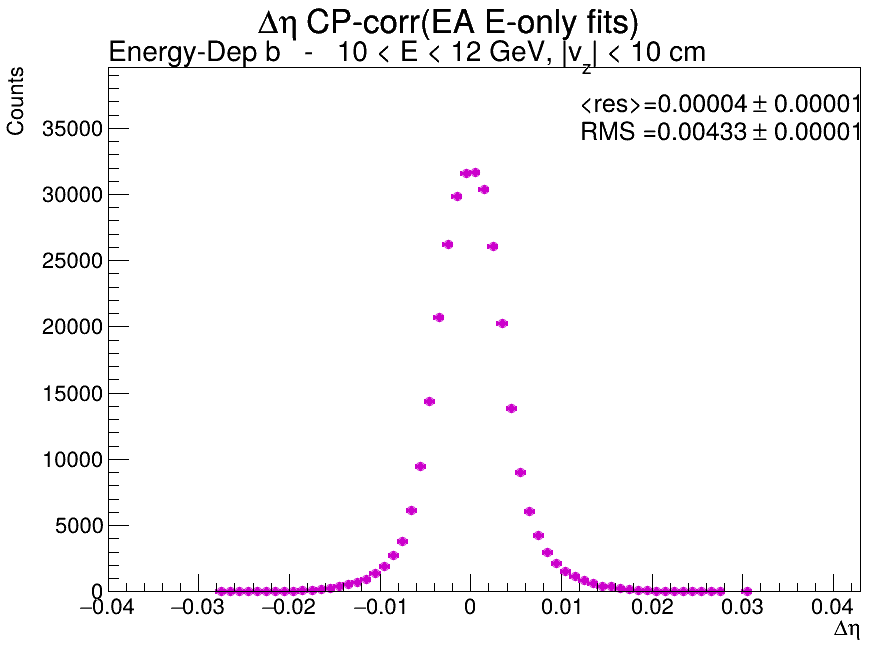 Δη CP-corr(EA E-only fits)
Energy-Dep b - 10 < E < 12 GeV, |v_z| < 10 cm
<res>=0.00004 ± 0.00001
RMS =0.00433 ± 0.00001
Counts
35000
30000
25000
20000
15000
10000
5000
0
−0.04 −0.03 −0.02 −0.01 0 0.01 0.02 0.03 0.04
Δη